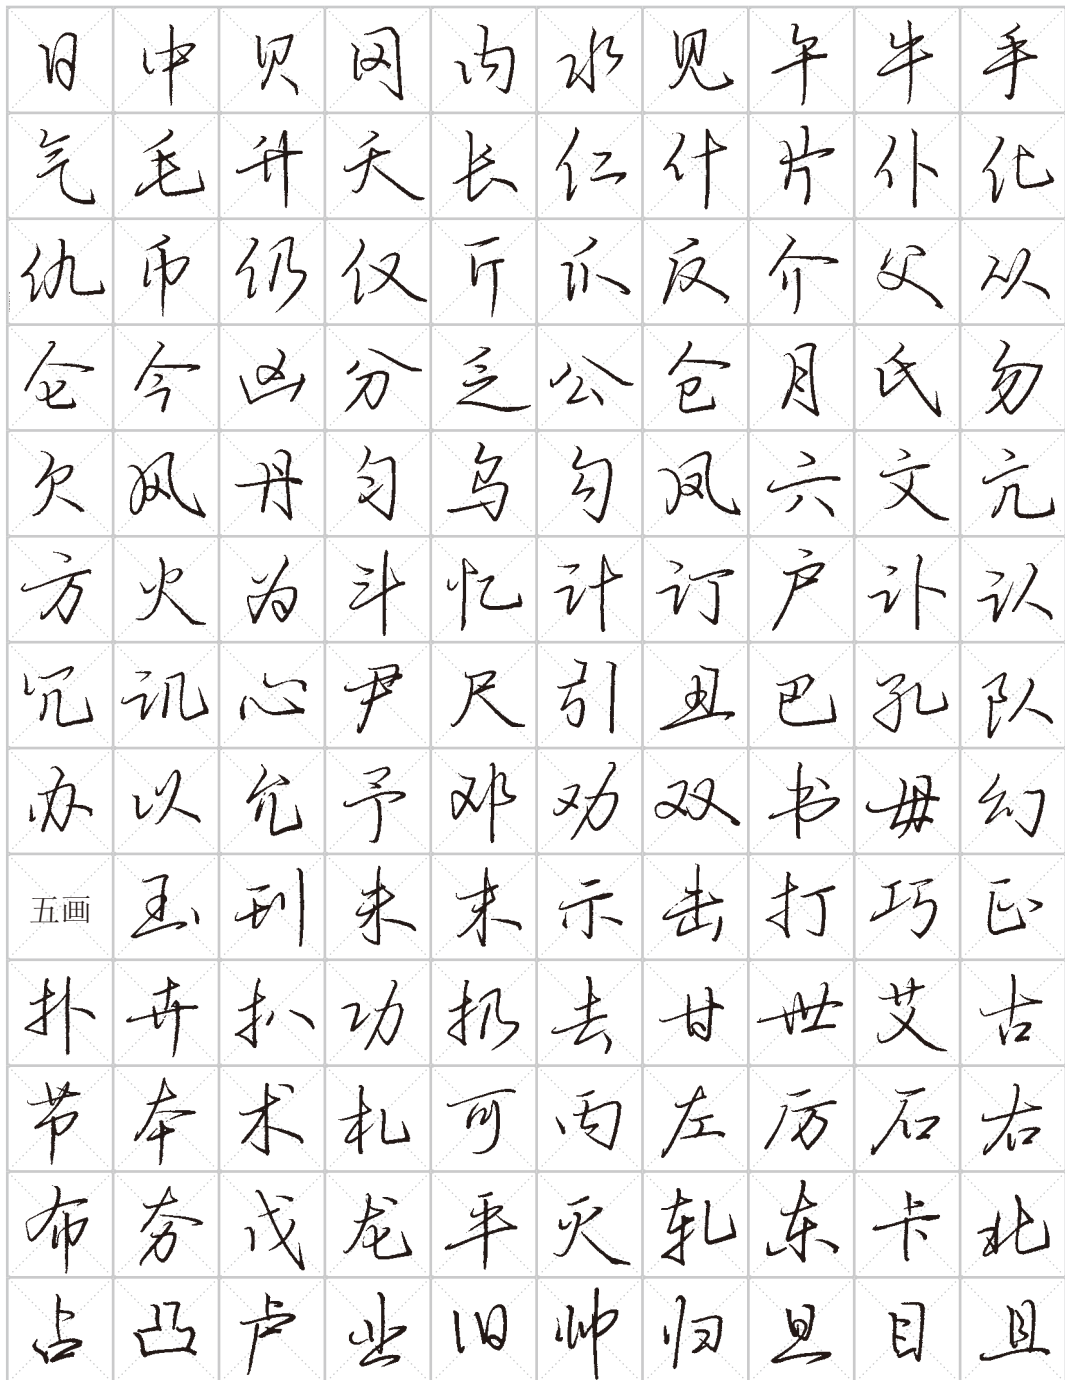 日中贝冈内水见午牛手
气毛升夭长仁什片仆化
仇币仍仅斤爪反介父从
仑今凶分乏公仓月氏勿
欠风丹匀乌勾凤六文亢
方火为斗忆计订户讣认
冗讥心尹尺引丑巴孔队
办以允予邓劝双书毋幻
五画玉刊未末示击打巧正
扑卉扒功扔去甘世艾古
节本术札可丙左厉石右
布夯戊龙平灭轧东卡北
占凸卢业旧帅归旦目且